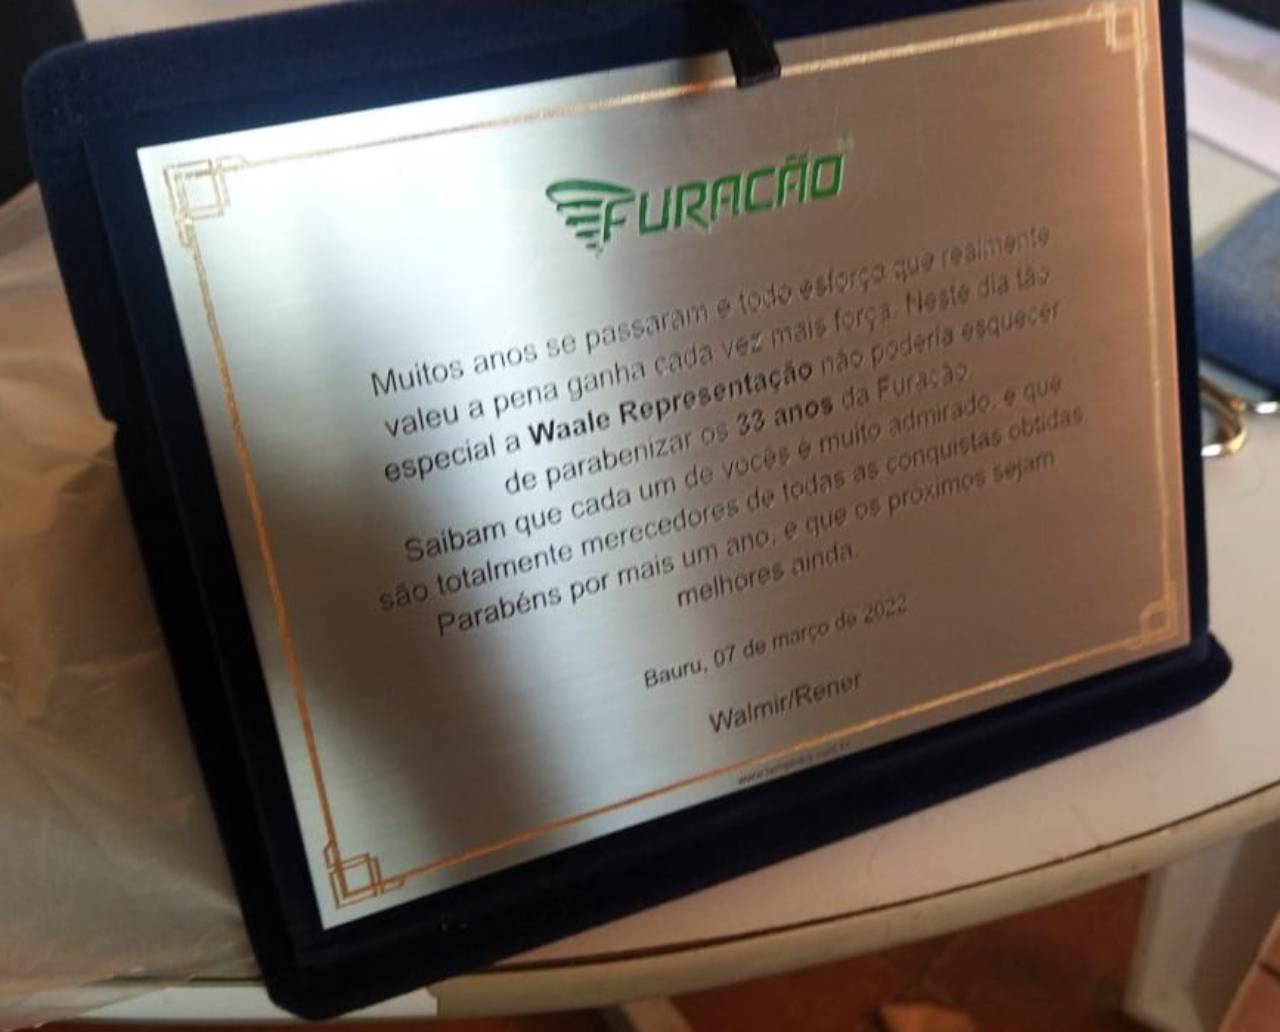 FURACÃO
Muitos anos se passaram e todo esforço que realmente
valeu a pena ganha cada vez mais força. Neste dia tão
especial a Waale Representação não poderia esquecer
de parabenizar os 33 anos da Furacão.
Saibam que cada um de vocês é muito admirado, e que
são totalmente merecedores de todas as conquistas obtidas.
Parabéns por mais um ano, e que os próximos sejam
melhores ainda.
Bauru, 07 de março de 2022
Walmir/Rener